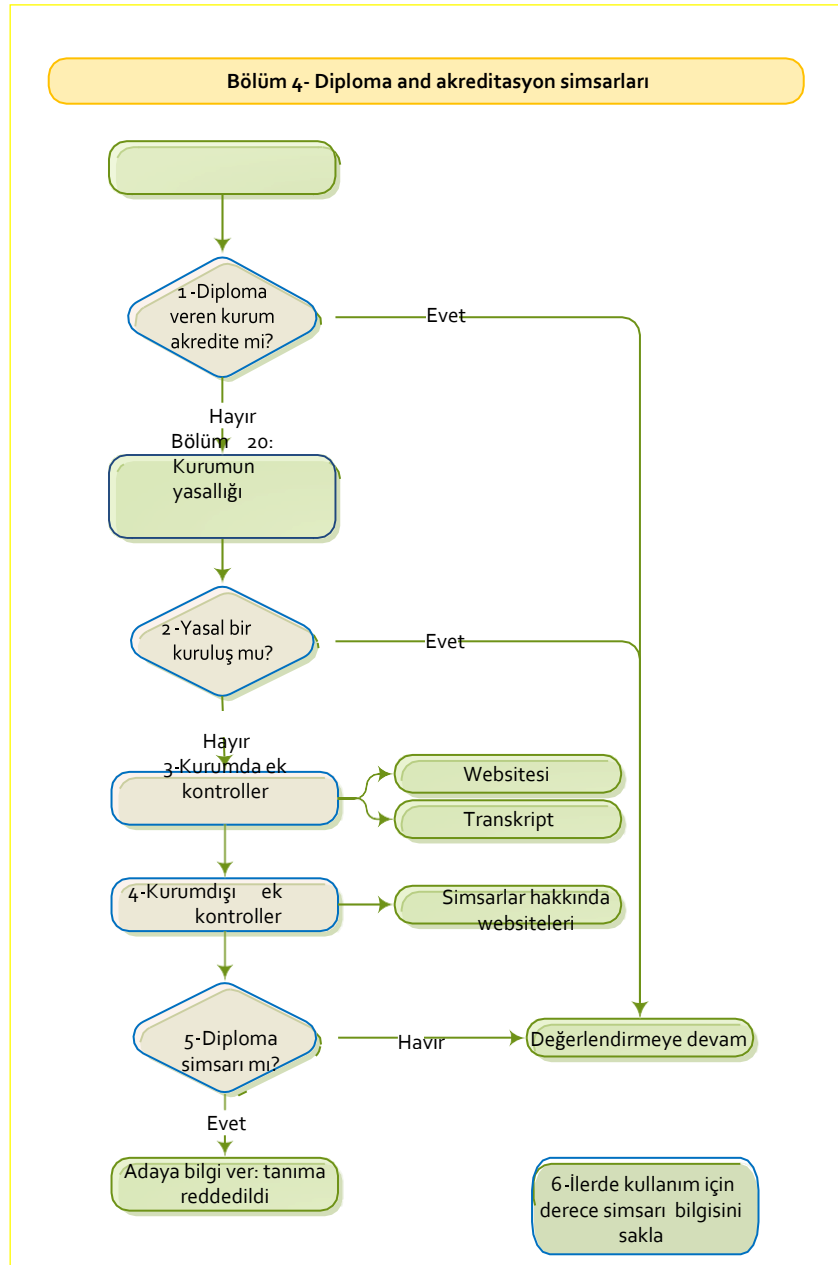 Bölüm 4- Diploma and akreditasyon simsarları
1-Diploma
veren kurum
akredite mi?
Evet
Hayır
Bölüm 20:
Kurumun
yasallığı
2-Yasal bir
kuruluş mu?
Evet
Hayır
3-Kurumda ek
kontroller
Websitesi
Transkript
4-Kurumdışı ek
kontroller
Simsarlar hakkında
websiteleri
5-Diploma
simsarı mı?
Hayır
Değerlendirmeye devam
Evet
Adaya bilgi ver: tanıma
reddedildi
6-İlerde kullanım için
derece simsarı bilgisini
sakla